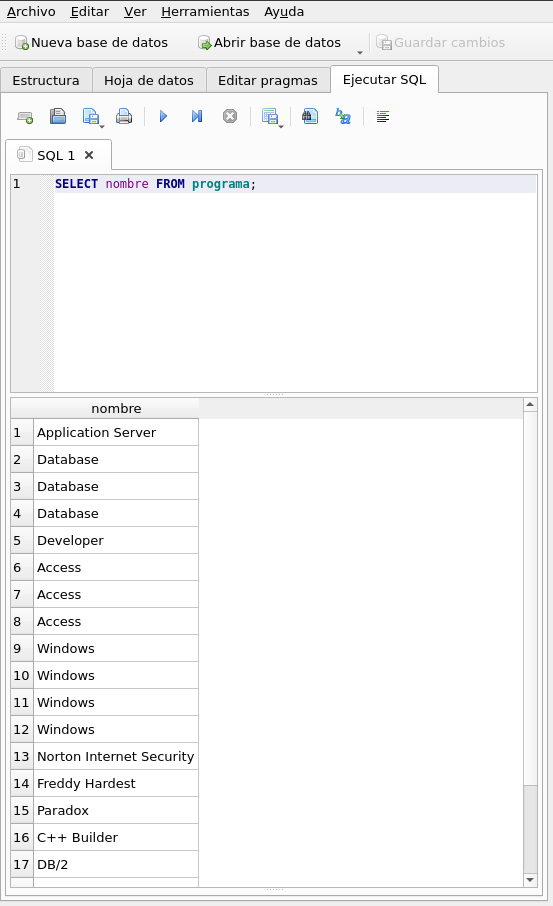 Archivo Editar Ver Herramientas Ayuda
Nueva base de datos Abrir base de datos Guardar cambios
Estructura Hoja de datos Editar pragmas Ejecutar SQL
SQL 1
1 SELECT nombre FROM programa;
nombre
1 Application Server
2 Database
3 Database
4 Database
5 Developer
6 Access
7 Access
8 Access
9 Windows
10 Windows
11 Windows
12 Windows
13 Norton Internet Security
14 Freddy Hardest
15 Paradox
16 C++ Builder
17 DB/2